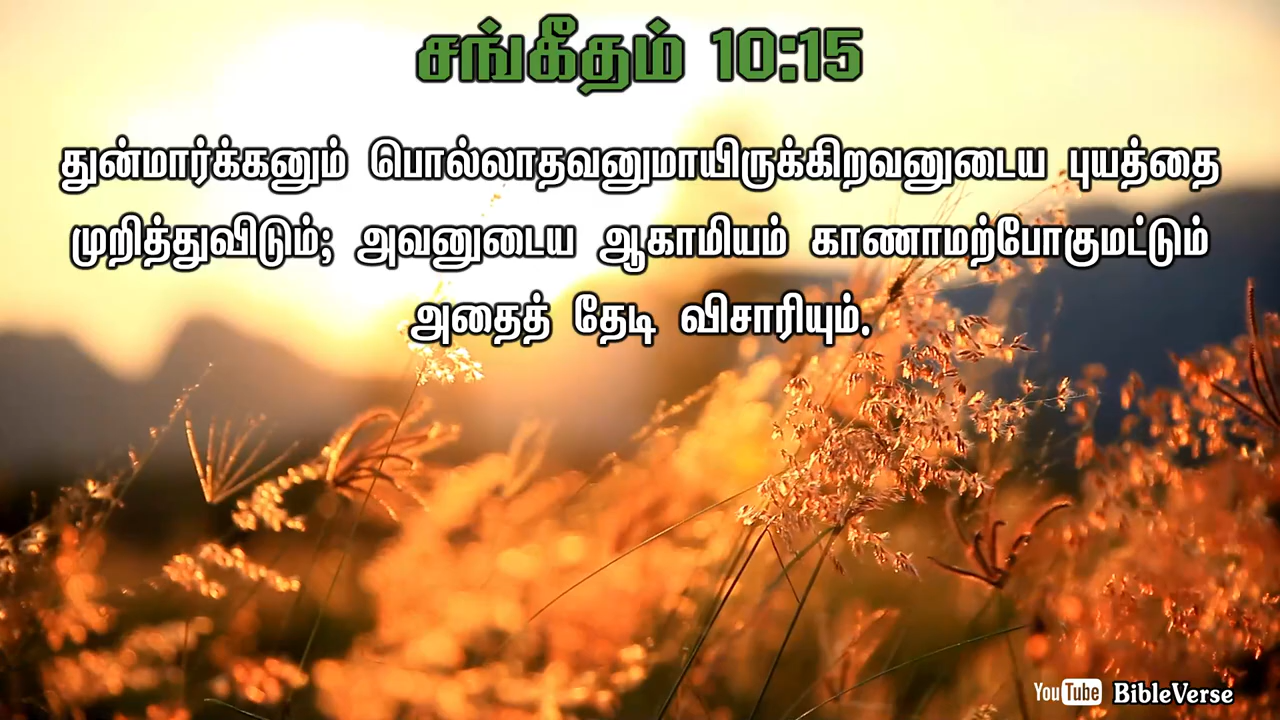 சங்கீதம் 10:15
துன்மார்க்கனும் பொல்லாதவனுமாயிருக்கிறவனுடைய புயத்தை
முறித்துவிடும்; அவனுடைய ஆகாமியம் காணாமற்போகுமட்டும்
அதைத் தேடி விசாரியும்.
YouTube BibleVerse